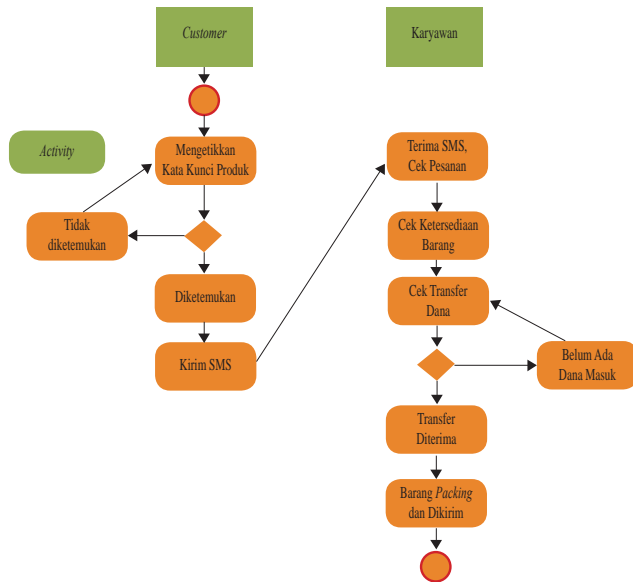 Customer
Karyawan
Activity
Mengetikkan
Kata Kunci Produk
Tidak
diketemukan
Diketemukan
Kirim SMS
Terima SMS,
Cek Pesanan
Cek Ketersediaan
Barang
Cek Transfer
Dana
Belum Ada
Dana Masuk
Transfer
Diterima
Barang Packing
dan Dikirim